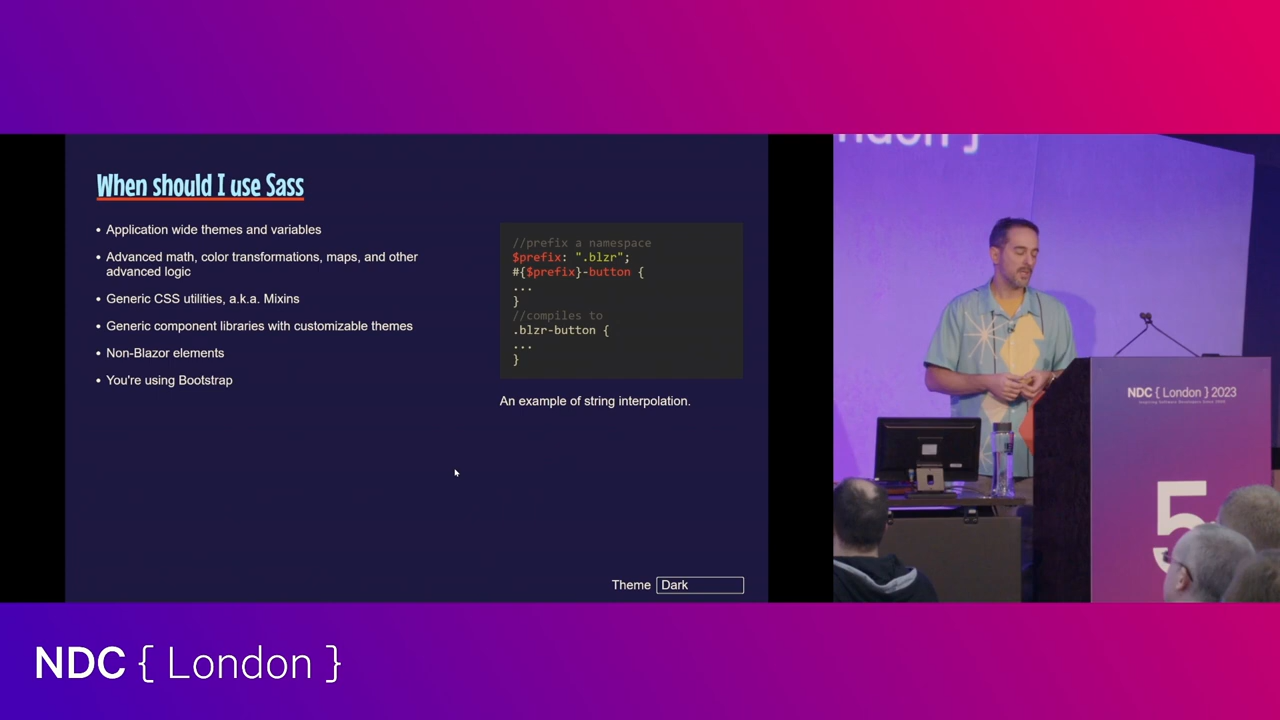 ndon }
When should I use Sass
• Application wide themes and variables
• Advanced math, color transformations, maps, and other
advanced logic
• Generic CSS utilities, a.k.a. Mixins
• Generic component libraries with customizable themes
• Non-Blazor elements
• You're using Bootstrap
//prefix a namespace
$prefix: ".blzr";
#{$prefix}-button {
...
}
//compiles to
.blzr-button {
...
}
An example of string interpolation.
Theme Dark
NDC { London } 2023
5
NDC { London }